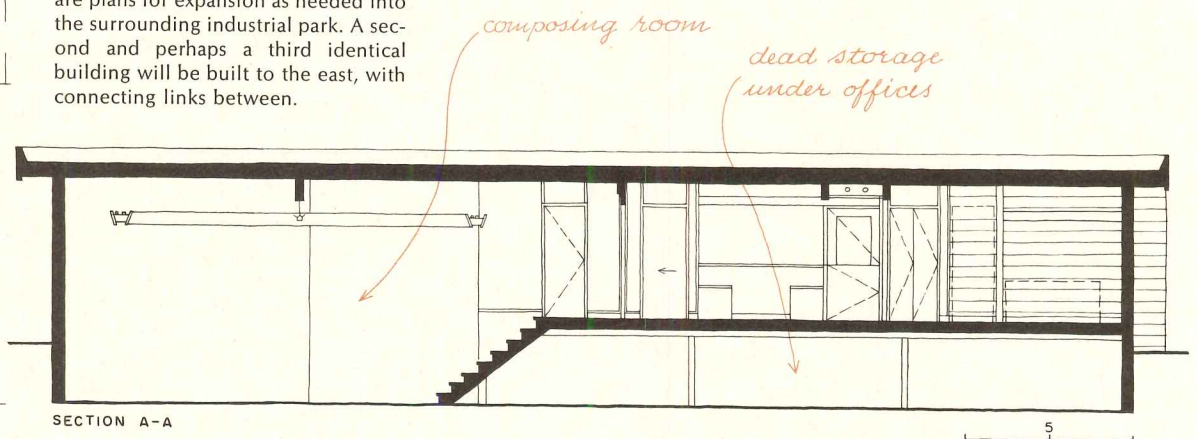 are plans for expansion as needed into
the surrounding industrial park. A sec-
ond and perhaps a third identical
building will be built to the east, with
connecting links between.
composing room
dead storage
under offices
SECTION A-A
5